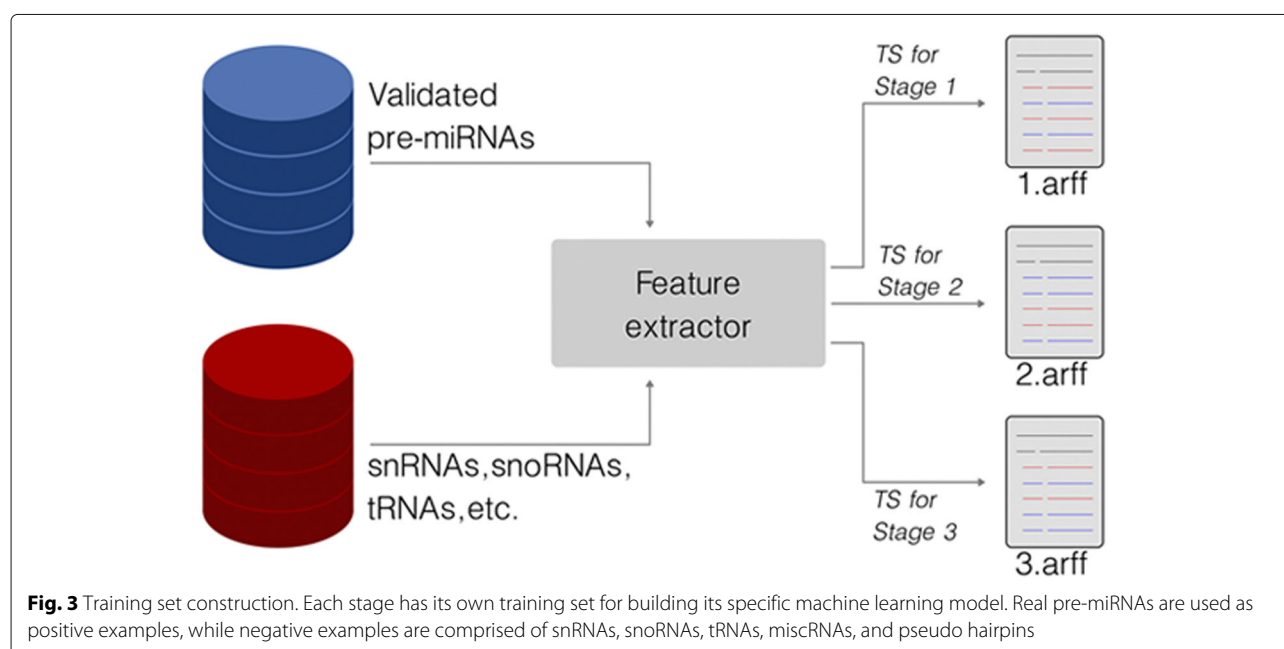 Validated
pre-miRNAs
snRNAs, snoRNAs,
tRNAs, etc.
Feature
extractor
TS for
Stage 1
1.arff
TS for
Stage 2
2.arff
TS for
Stage 3
3.arff
Fig. 3 Training set construction. Each stage has its own training set for building its specific machine learning model. Real pre-miRNAs are used as
positive examples, while negative examples are comprised of snRNAs, snoRNAs, tRNAs, miscRNAs, and pseudo hairpins